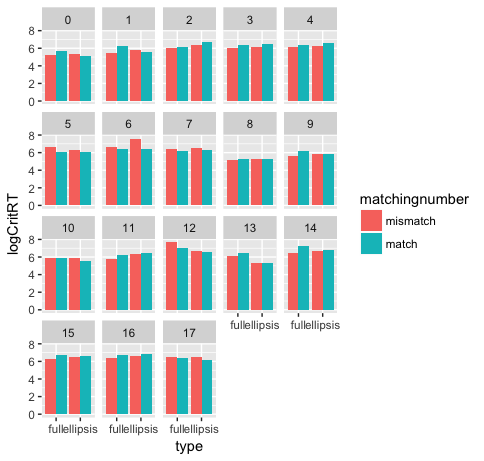 0 1 2 3 4
8
6
4
2
0
5 6 7 8 9
8
6
4
2
0
10 11 12 13 14
8
6
4
2
0
fullellipsis fullellipsis
15 16 17
8
6
4
2
0
fullellipsis fullellipsis fullellipsis
type
logCritRT
matchingnumber
mismatch
match